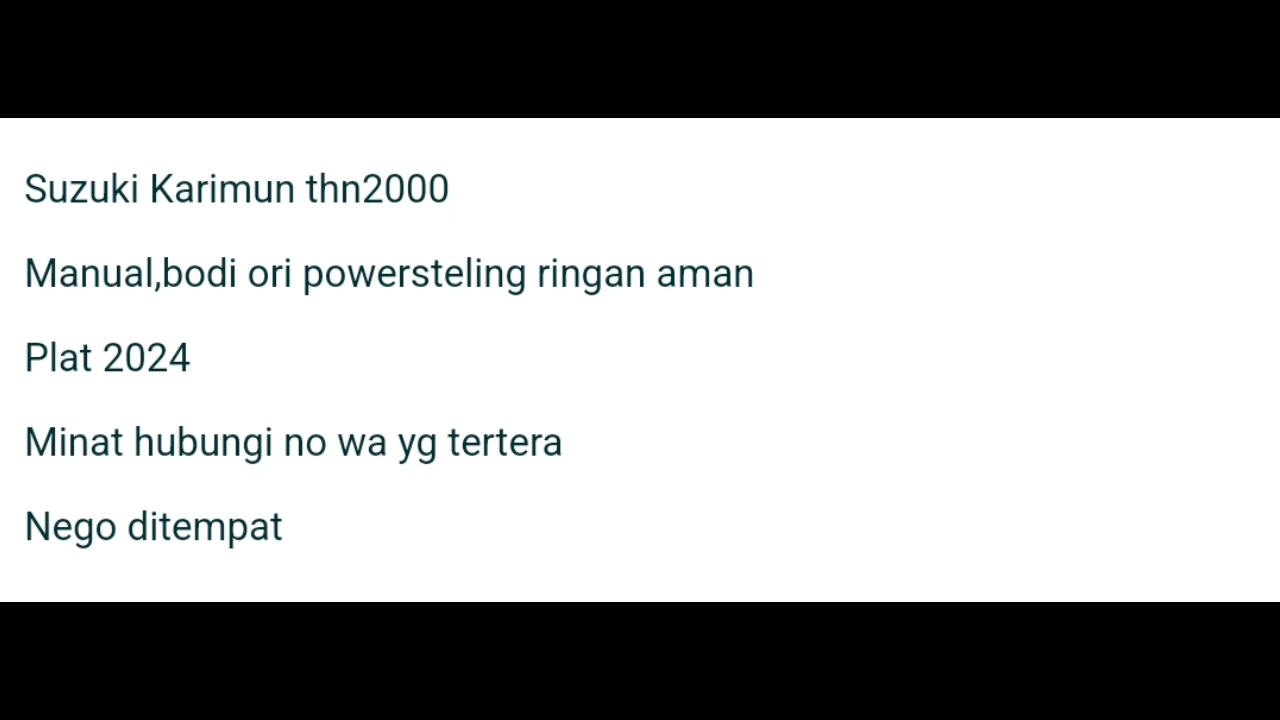 Suzuki Karimun thn2000
Manual,bodi ori powersteling ringan aman
Plat 2024
Minat hubungi no wa yg tertera
Nego ditempat